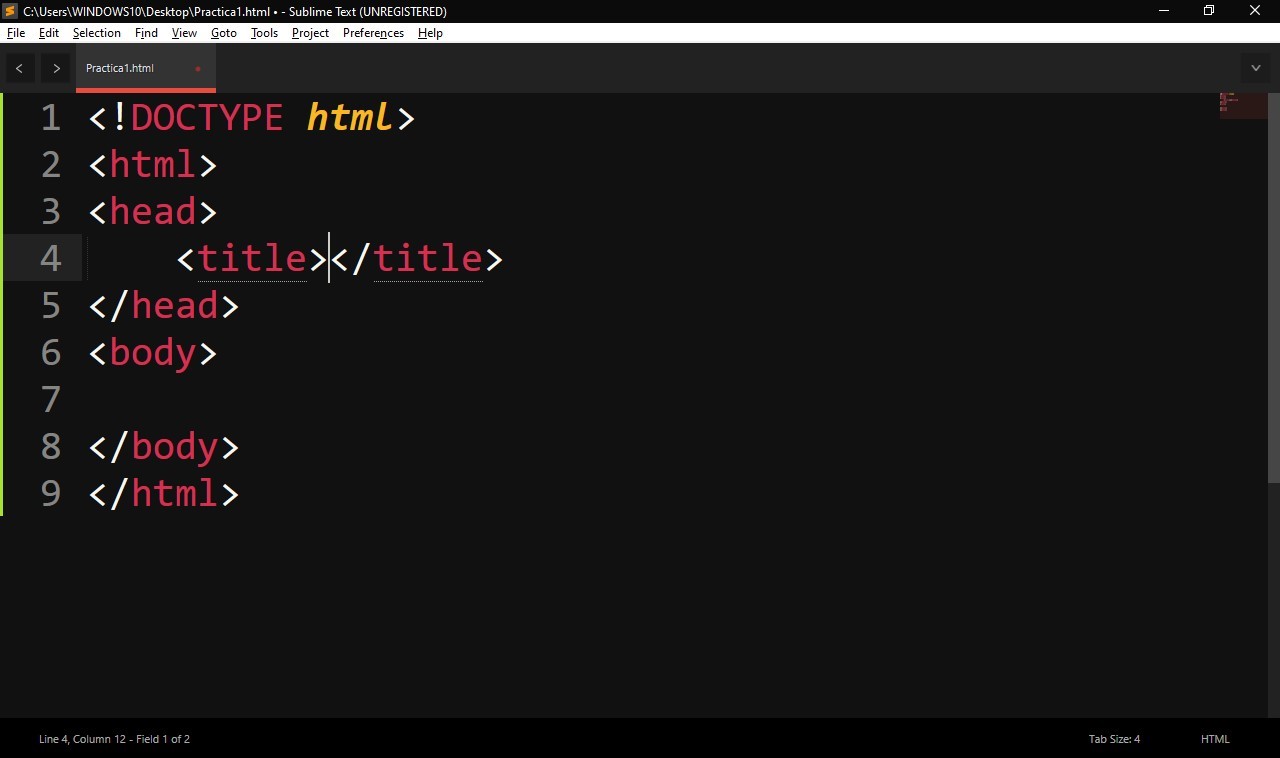 C:\Users\WINDOWS10\Desktop\Practica1.html • - Sublime Text (UNREGISTERED)
File Edit Selection Find View Goto Tools Project Preferences Help
Practica1.html
1 <!DOCTYPE html>
2 <html>
3 <head>
4     <title></title>
5 </head>
6 <body>
7
8 </body>
9 </html>
Line 4, Column 12 - Field 1 of 2 Tab Size: 4 HTML